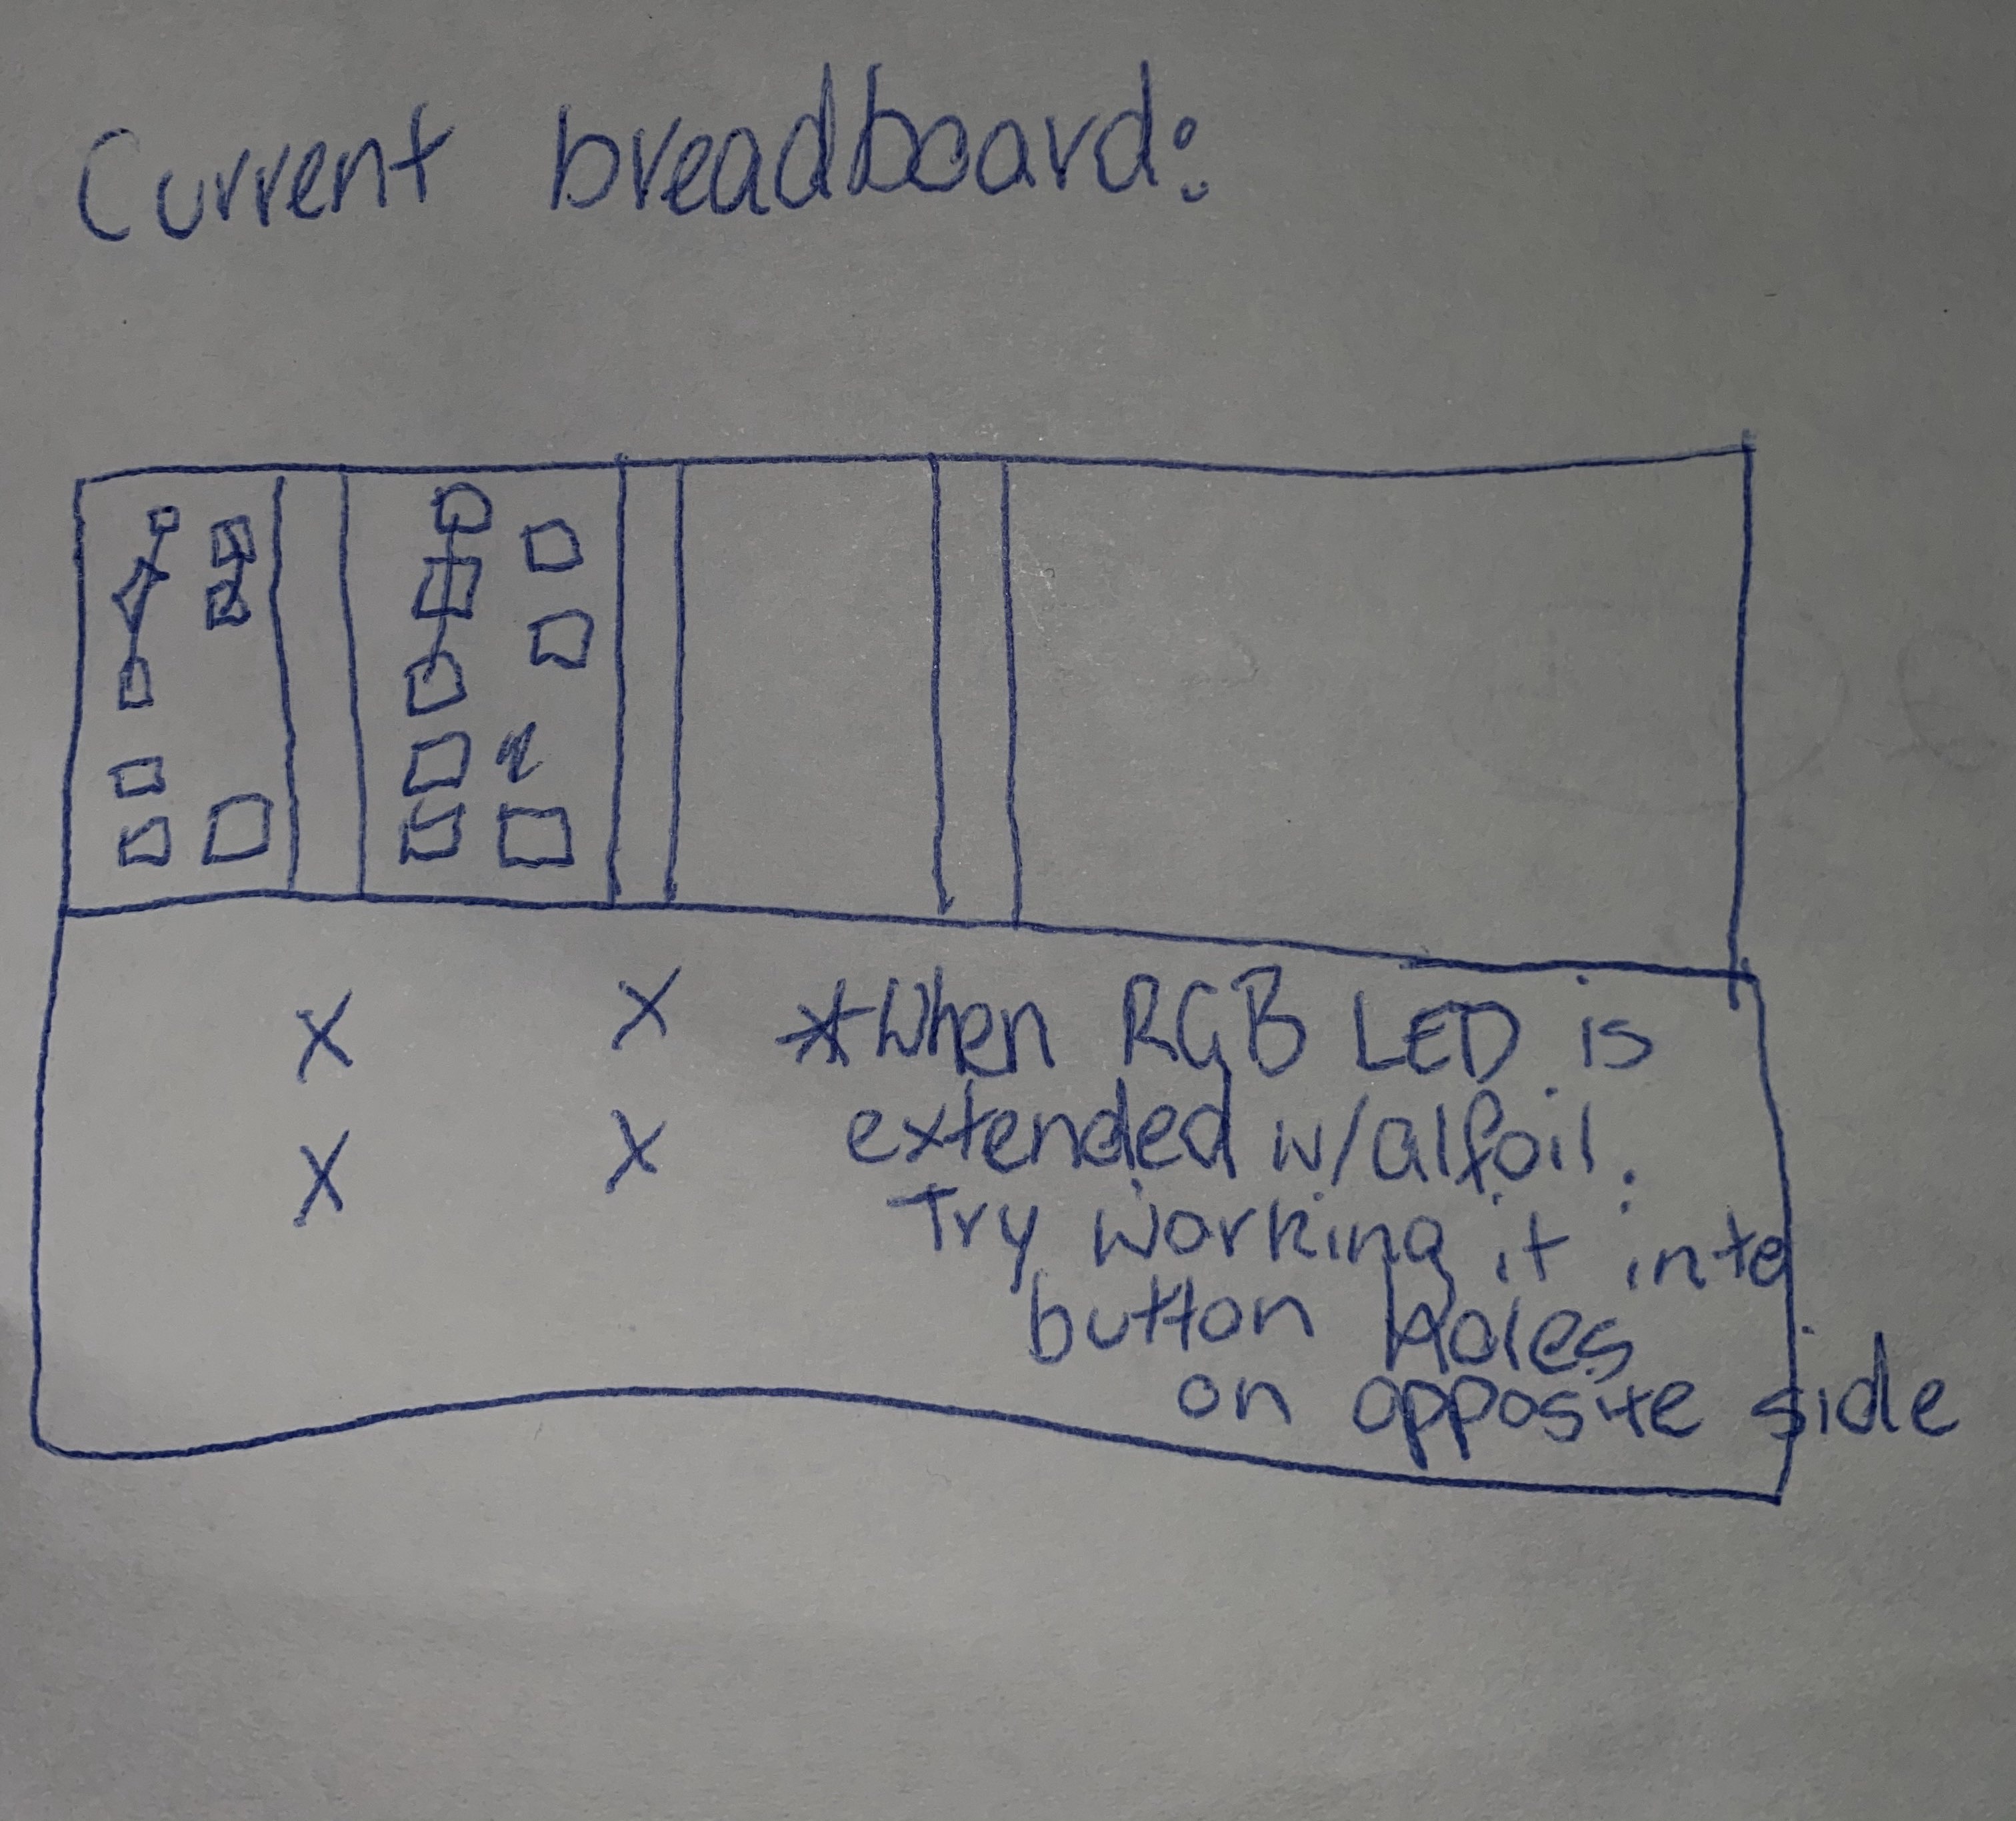 Current breadboard:
X X *When RGB LED is
X X extended w/alfoil.
Try working it into
button holes
on opposite side